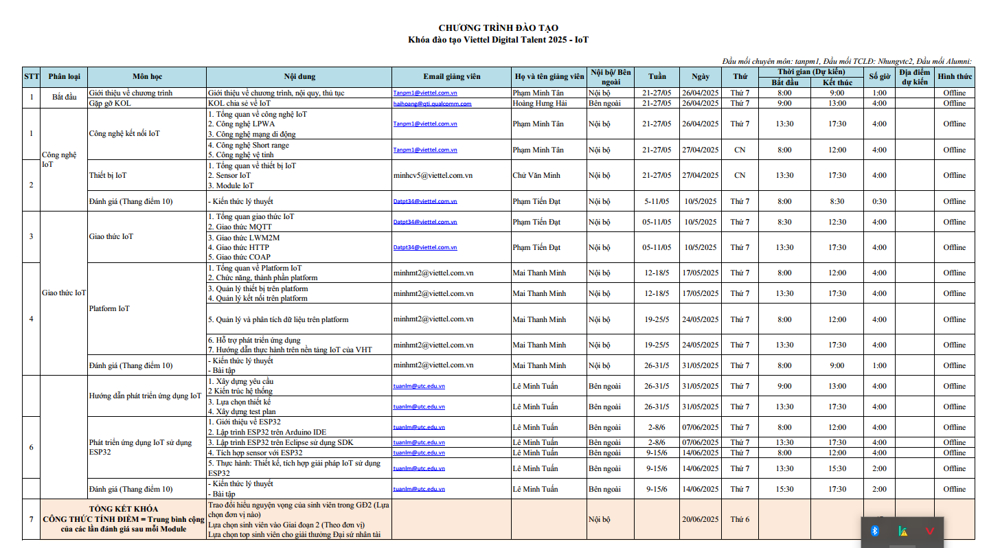 CHƯƠNG TRÌNH ĐÀO TẠO
Khóa đào tạo Viettel Digital Talent 2025 - IoT
Đầu mối chuyên môn: tanpm1, Đầu mối TCLĐ: Nhungvtc2, Đầu mối Alumni:
STT Phân loại Môn học Nội dung Email giảng viên Họ và tên giảng viên Nội bộ/ Bên ngoài Tuần Ngày Thứ Thời gian (Dự kiến) Số giờ Địa điểm dự kiến Hình thức
Bắt đầu Kết thúc
1 Bắt đầu Giới thiệu về chương trình Giới thiệu về chương trình, nội quy, thủ tục Tanpm1@viettel.com.vn Phạm Minh Tân Nội bộ 21-27/05 26/04/2025 Thứ 7 8:00 9:00 1:00 Offline
Gặp gỡ KOL KOL chia sẻ về IoT haihoang@qti.qualcomm.com Hoàng Hưng Hải Bên ngoài 21-27/05 26/04/2025 Thứ 7 9:00 13:00 4:00 Offline
1 Công nghệ IoT Công nghệ kết nối IoT
1. Tổng quan về công nghệ IoT
2. Công nghệ LPWA
3. Công nghệ mạng di động
Tanpm1@viettel.com.vn Phạm Minh Tân Nội bộ 21-27/05 26/04/2025 Thứ 7 13:30 17:30 4:00 Offline
4. Công nghệ Short range
5. Công nghệ vệ tinh
Tanpm1@viettel.com.vn Phạm Minh Tân Nội bộ 21-27/05 27/04/2025 CN 8:00 12:00 4:00 Offline
2 Thiết bị IoT
1. Tổng quan về thiết bị IoT
2. Sensor IoT
3. Module IoT
minhcv5@viettel.com.vn Chử Văn Minh Nội bộ 21-27/05 27/04/2025 CN 13:30 17:30 4:00 Offline
Đánh giá (Thang điểm 10) - Kiến thức lý thuyết Datpt34@viettel.com.vn Phạm Tiến Đạt Nội bộ 5-11/05 10/5/2025 Thứ 7 8:00 8:30 0:30 Offline
3 Giao thức IoT Giao thức IoT
1. Tổng quan giao thức IoT
2. Giao thức MQTT
Datpt34@viettel.com.vn Phạm Tiến Đạt Nội bộ 05-11/05 10/5/2025 Thứ 7 8:30 12:30 4:00 Offline
3. Giao thức LWM2M
4. Giao thức HTTP
5. Giao thức COAP
Datpt34@viettel.com.vn Phạm Tiến Đạt Nội bộ 05-11/05 10/5/2025 Thứ 7 13:30 17:30 4:00 Offline
4 Platform IoT
1. Tổng quan về Platform IoT
2. Chức năng, thành phần platform
minhmt2@viettel.com.vn Mai Thanh Minh Nội bộ 12-18/5 17/05/2025 Thứ 7 8:00 12:00 4:00 Offline
3. Quản lý thiết bị trên platform
4. Quản lý kết nối trên platform
minhmt2@viettel.com.vn Mai Thanh Minh Nội bộ 12-18/5 17/05/2025 Thứ 7 13:30 17:30 4:00 Offline
5. Quản lý và phân tích dữ liệu trên platform minhmt2@viettel.com.vn Mai Thanh Minh Nội bộ 19-25/5 24/05/2025 Thứ 7 8:00 12:00 4:00 Offline
6. Hỗ trợ phát triển ứng dụng
7. Hướng dẫn thực hành trên nền tảng IoT của VHT
minhmt2@viettel.com.vn Mai Thanh Minh Nội bộ 19-25/5 24/05/2025 Thứ 7 13:30 17:30 4:00 Offline
Đánh giá (Thang điểm 10)
- Kiến thức lý thuyết
- Bài tập
minhmt2@viettel.com.vn Mai Thanh Minh Nội bộ 26-31/5 31/05/2025 Thứ 7 8:00 9:00 1:00 Offline
Hướng dẫn phát triển ứng dụng IoT
1. Xây dựng yêu cầu
2 Kiến trúc hệ thống
tuanlm@utc.edu.vn Lê Minh Tuấn Bên ngoài 26-31/5 31/05/2025 Thứ 7 9:00 13:00 4:00 Offline
3. Lựa chọn thiết kế
4. Xây dựng test plan
tuanlm@utc.edu.vn Lê Minh Tuấn Bên ngoài 26-31/5 31/05/2025 Thứ 7 13:30 17:30 4:00 Offline
6 Phát triển ứng dụng IoT sử dụng ESP32
1. Giới thiệu về ESP32
2. Lập trình ESP32 trên Arduino IDE
tuanlm@utc.edu.vn Lê Minh Tuấn Bên ngoài 2-8/6 07/06/2025 Thứ 7 8:00 12:00 4:00 Offline
3. Lập trình ESP32 trên Eclipse sử dụng SDK tuanlm@utc.edu.vn Lê Minh Tuấn Bên ngoài 2-8/6 07/06/2025 Thứ 7 13:30 17:30 4:00 Offline
4. Tích hợp sensor với ESP32 tuanlm@utc.edu.vn Lê Minh Tuấn Bên ngoài 9-15/6 14/06/2025 Thứ 7 8:00 12:00 4:00 Offline
5. Thực hành: Thiết kế, tích hợp giải pháp IoT sử dụng
ESP32
tuanlm@utc.edu.vn Lê Minh Tuấn Bên ngoài 9-15/6 14/06/2025 Thứ 7 13:30 15:30 2:00 Offline
Đánh giá (Thang điểm 10)
- Kiến thức lý thuyết
- Bài tập
tuanlm@utc.edu.vn Lê Minh Tuấn Bên ngoài 9-15/6 14/06/2025 Thứ 7 15:30 17:30 2:00 Offline
7
TỔNG KẾT KHÓA
CÔNG THỨC TÍNH ĐIỂM = Trung bình cộng
của các lần đánh giá sau mỗi Module
Trao đổi hiểu nguyện vọng của sinh viên trong GĐ2 (Lựa
chọn đơn vị nào)
Lựa chọn sinh viên vào Giai đoạn 2 (Theo đơn vị)
Lựa chọn top sinh viên cho giải thưởng Đại sứ nhân tài
Nội bộ 20/06/2025 Thứ 6